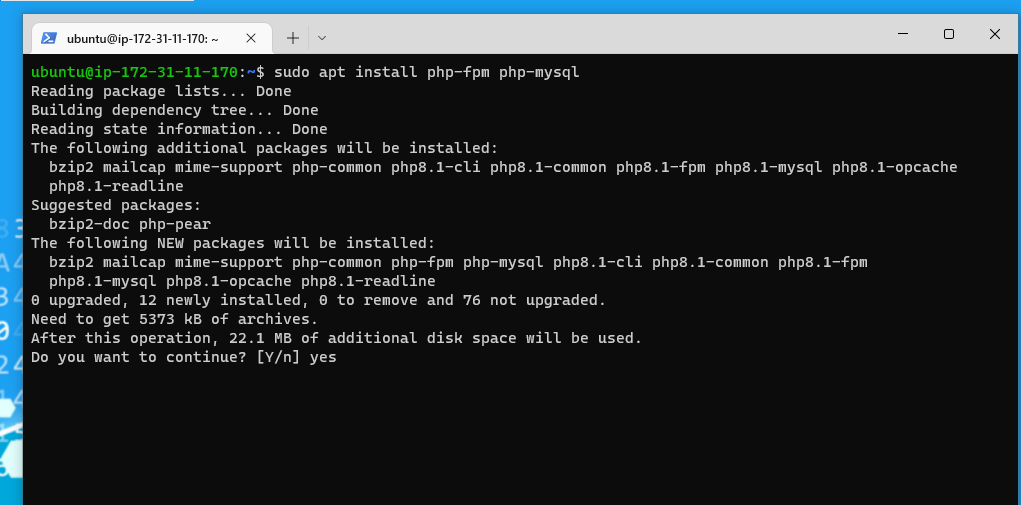 ubuntu@ip-172-31-11-170: ~
ubuntu@ip-172-31-11-170:~$ sudo apt install php-fpm php-mysql
Reading package lists... Done
Building dependency tree... Done
Reading state information... Done
The following additional packages will be installed:
  bzip2 mailcap mime-support php-common php8.1-cli php8.1-common php8.1-fpm php8.1-mysql php8.1-opcache
  php8.1-readline
Suggested packages:
  bzip2-doc php-pear
The following NEW packages will be installed:
  bzip2 mailcap mime-support php-common php-fpm php-mysql php8.1-cli php8.1-common php8.1-fpm
  php8.1-mysql php8.1-opcache php8.1-readline
0 upgraded, 12 newly installed, 0 to remove and 76 not upgraded.
Need to get 5373 kB of archives.
After this operation, 22.1 MB of additional disk space will be used.
Do you want to continue? [Y/n] yes